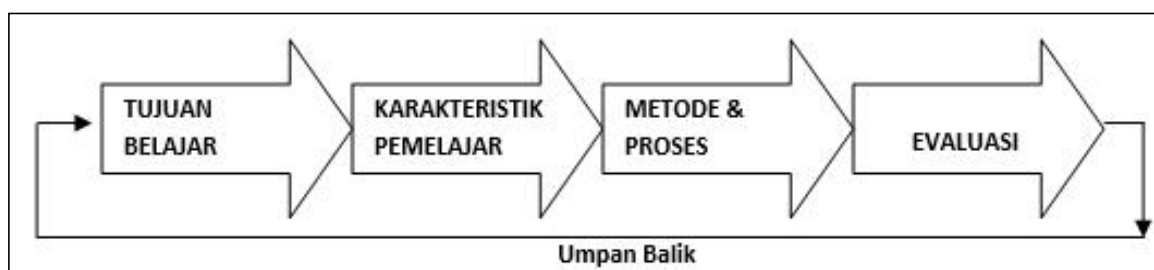 TUJUAN
BELAJAR
KARAKTERISTIK
PEMELAJAR
METODE &
PROSES
EVALUASI
Umpan Balik